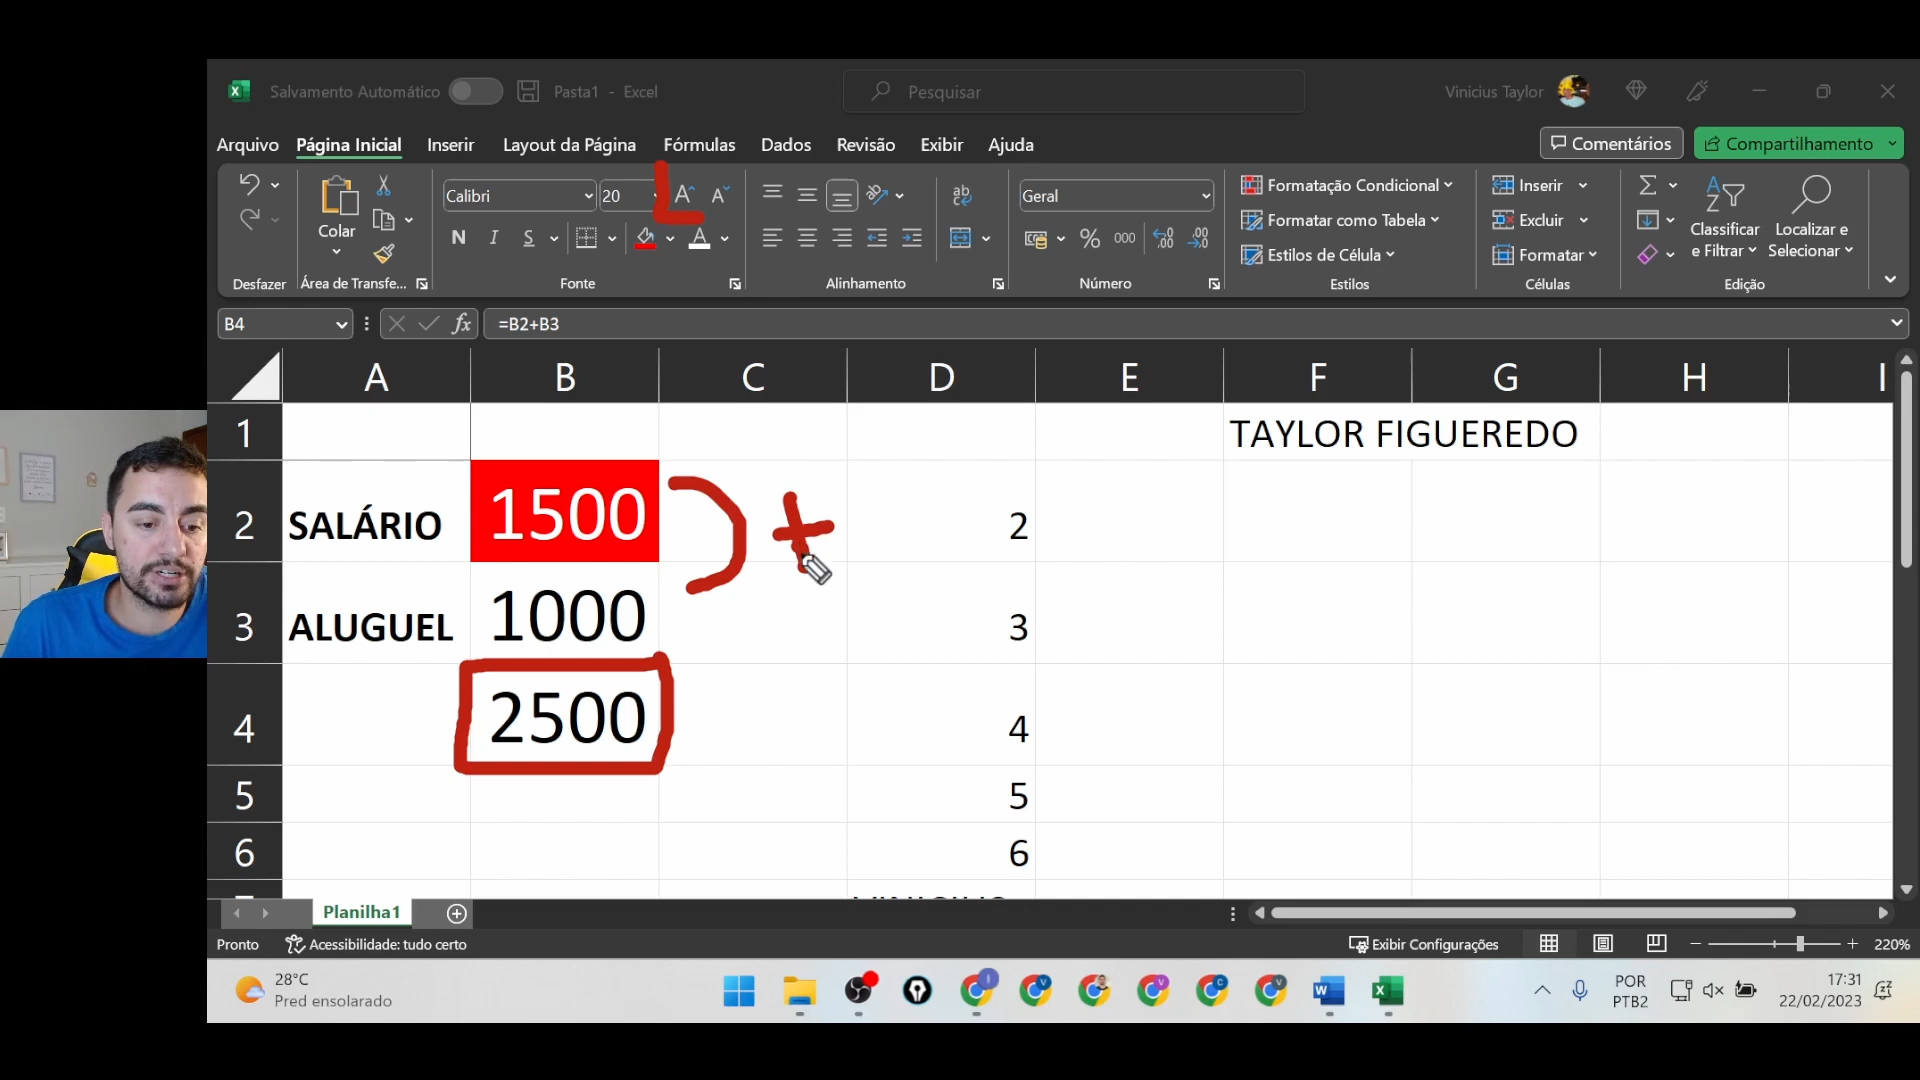 Salvamento Automático
Pasta1 - Excel
Pesquisar
Vinicius Taylor
Arquivo
Página Inicial
Inserir
Layout da Página
Fórmulas
Dados
Revisão
Exibir
Ajuda
Comentários
Compartilhamento
Colar
Calibri
20
N I S
Geral
% 000
Formatação Condicional
Formatar como Tabela
Estilos de Célula
Inserir
Excluir
Formatar
Classificar e Filtrar
Localizar e Selecionar
Desfazer
Área de Transfe...
Fonte
Alinhamento
Número
Estilos
Células
Edição
B4
fx
=B2+B3
A B C D E F G H I
1 TAYLOR FIGUEREDO
2 SALÁRIO 1500 + 2
3 ALUGUEL 1000 3
4 2500 4
5 5
6 6
Planilha1
Pronto
Acessibilidade: tudo certo
Exibir Configurações
220%
28°C
Pred ensolarado
POR
PTB2
17:31
22/02/2023